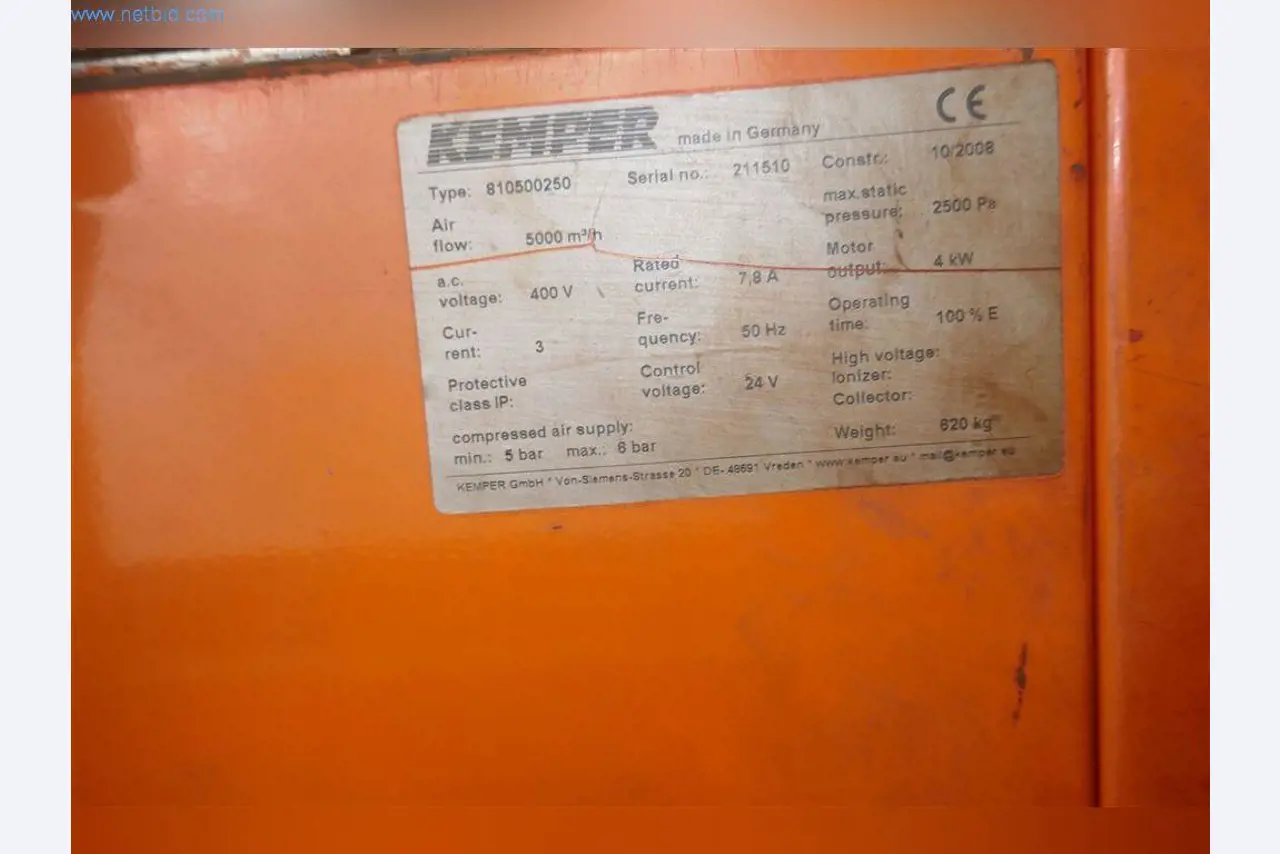 www.netbid.com
KEMPER made in Germany CE
Type: 810500250 Serial no.: 211510 Constr.: 10/2008
Air flow: 5000 m³/h max. static pressure: 2500 Pa
a.c. voltage: 400 V Rated current: 7,8 A Motor output: 4 kW
Cur-rent: 3 Fre-quency: 50 Hz Operating time: 100 % E
Protective class IP: Control voltage: 24 V High voltage:
Ionizer:
Collector:
compressed air supply: Weight: 620 kg
min.: 5 bar max.: 6 bar
KEMPER GmbH * Von-Siemens-Strasse 20 * DE- 48691 Vreden * www.kemper.eu * mail@kemper.eu